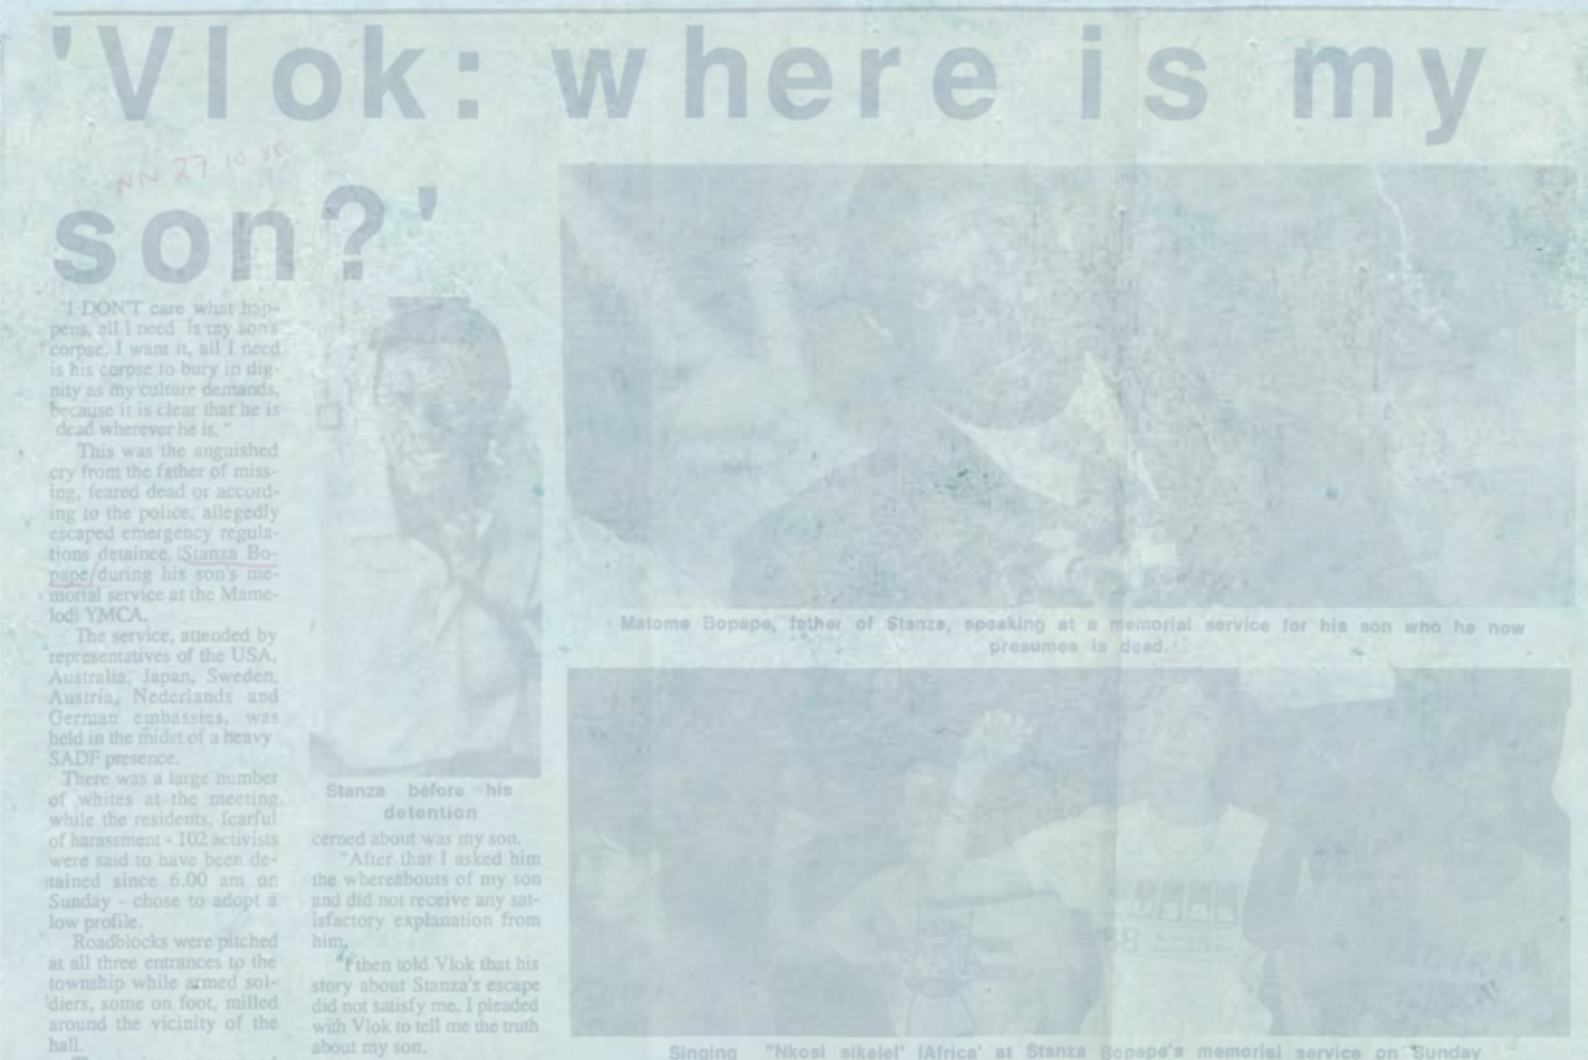 'Vlok: where is my
son?'
NN 27 10 88.
"I DON'T care what hap-
pens, all I need is my son's
corpse. I want it, all I need
is his corpse to bury in dig-
nity as my culture demands,
because it is clear that he is
dead wherever he is."
This was the anguished
cry from the father of miss-
ing, feared dead or accord-
ing to the police, allegedly
escaped emergency regula-
tions detainee, Stanza Bo-
pape during his son's me-
morial service at the Mame-
lodi YMCA.
The service, attended by
representatives of the USA,
Australia, Japan, Sweden,
Austria, Nederlands and
German embassies, was
held in the midst of a heavy
SADF presence.
There was a large number
of whites at the meeting
while the residents, fearful
of harassment - 102 activists
were said to have been de-
tained since 6.00 am on
Sunday - chose to adopt a
low profile.
Roadblocks were pitched
at all three entrances to the
township while armed sol-
diers, some on foot, milled
around the vicinity of the
hall.
Stanza before his
detention
cerned about was my son.
"After that I asked him
the whereabouts of my son
and did not receive any sat-
isfactory explanation from
him.
"I then told Vlok that his
story about Stanza's escape
did not satisfy me. I pleaded
with Vlok to tell me the truth
about my son.
Matome Bopape, father of Stanza, speaking at a memorial service for his son who he now
presumes is dead.
NUSAS
Singing "Nkosi sikelel' iAfrica' at Stanza Bopape's memorial service on Sunday